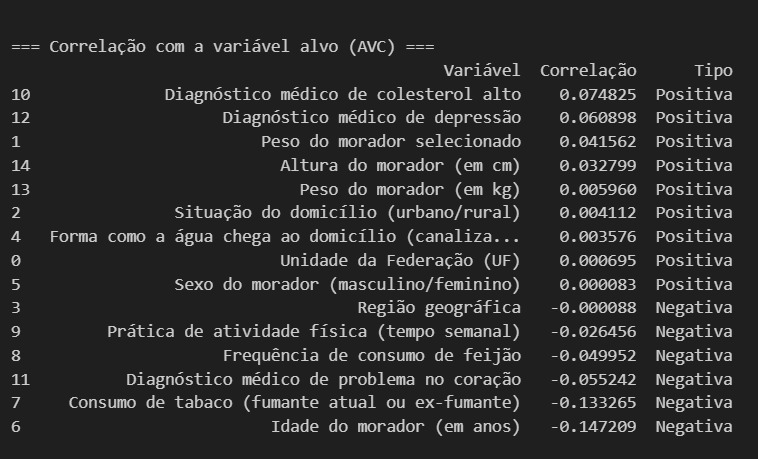 === Correlação com a variável alvo (AVC) ===
Variável Correlação Tipo
10 Diagnóstico médico de colesterol alto 0.074825 Positiva
12 Diagnóstico médico de depressão 0.060898 Positiva
1 Peso do morador selecionado 0.041562 Positiva
14 Altura do morador (em cm) 0.032799 Positiva
13 Peso do morador (em kg) 0.005960 Positiva
2 Situação do domicílio (urbano/rural) 0.004112 Positiva
4 Forma como a água chega ao domicílio (canaliza... 0.003576 Positiva
0 Unidade da Federação (UF) 0.000695 Positiva
5 Sexo do morador (masculino/feminino) 0.000083 Positiva
3 Região geográfica -0.000088 Negativa
9 Prática de atividade física (tempo semanal) -0.026456 Negativa
8 Frequência de consumo de feijão -0.049952 Negativa
11 Diagnóstico médico de problema no coração -0.055242 Negativa
7 Consumo de tabaco (fumante atual ou ex-fumante) -0.133265 Negativa
6 Idade do morador (em anos) -0.147209 Negativa